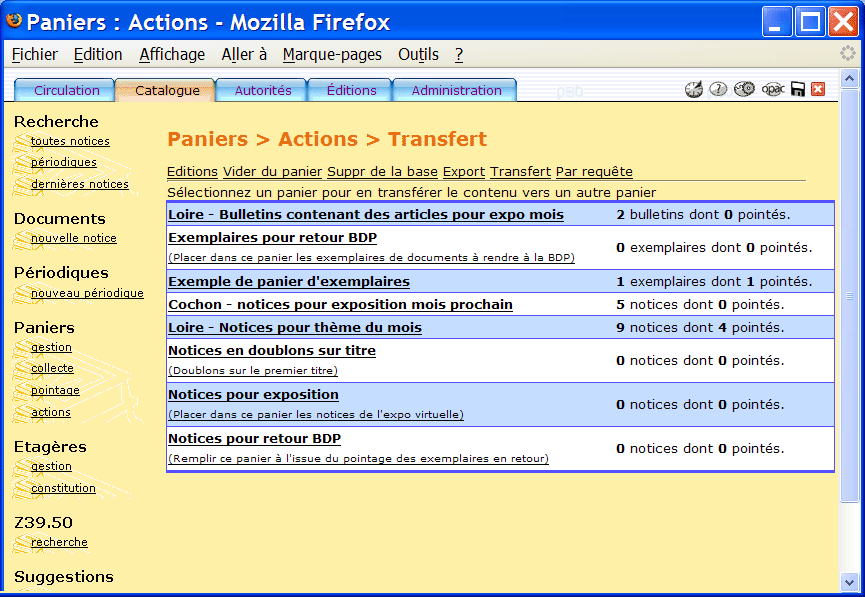 Paniers : Actions - Mozilla Firefox
Fichier Edition Affichage Aller à Marque-pages Outils ?
Circulation Catalogue Autorités Éditions Administration pmb opac
Recherche
toutes notices
périodiques
dernières notices
Documents
nouvelle notice
Périodiques
nouveau périodique
Paniers
gestion
collecte
pointage
actions
Etagères
gestion
constitution
Z39.50
recherche
Suggestions
Paniers > Actions > Transfert
Editions Vider du panier Suppr de la base Export Transfert Par requête
Sélectionnez un panier pour en transférer le contenu vers un autre panier
Loire - Bulletins contenant des articles pour expo mois 2 bulletins dont 0 pointés.
Exemplaires pour retour BDP 0 exemplaires dont 0 pointés.
(Placer dans ce panier les exemplaires de documents à rendre à la BDP)
Exemple de panier d'exemplaires 1 exemplaires dont 1 pointés.
Cochon - notices pour exposition mois prochain 5 notices dont 0 pointés.
Loire - Notices pour thème du mois 9 notices dont 4 pointés.
Notices en doublons sur titre 0 notices dont 0 pointés.
(Doublons sur le premier titre)
Notices pour exposition 0 notices dont 0 pointés.
(Placer dans ce panier les notices de l'expo virtuelle)
Notices pour retour BDP 0 notices dont 0 pointés.
(Remplir ce panier à l'issue du pointage des exemplaires en retour)